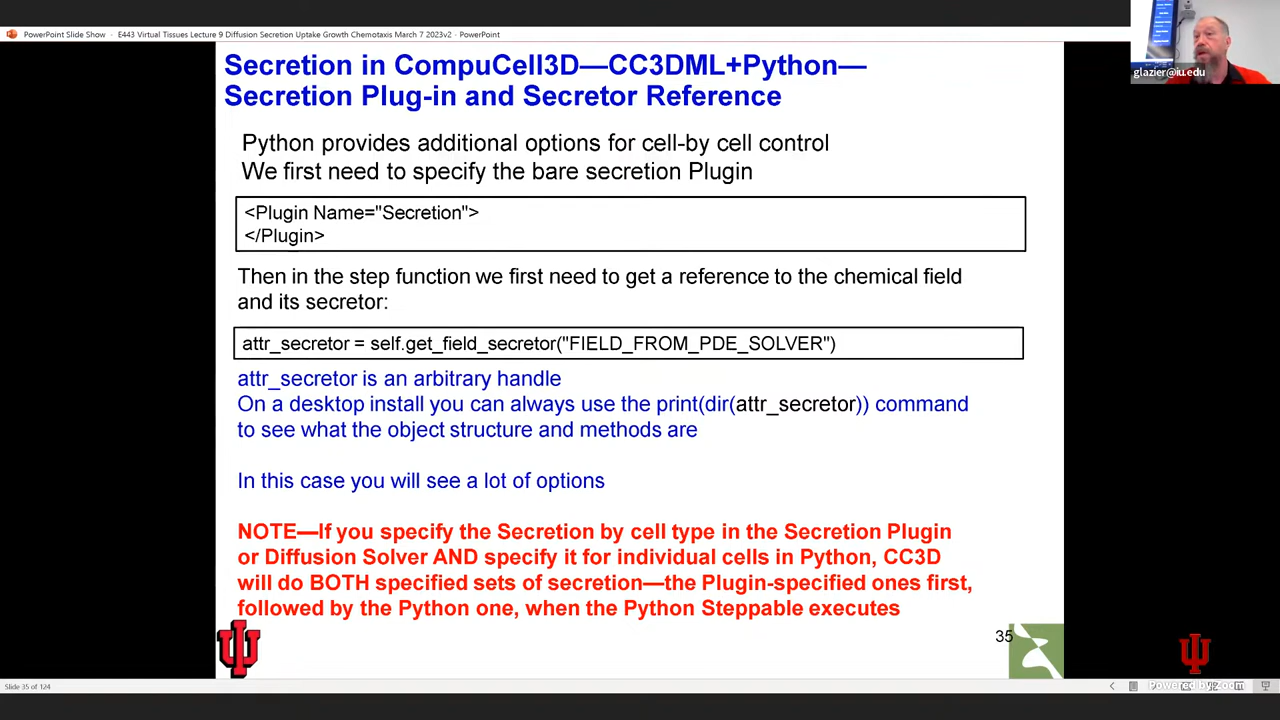 PowerPoint Slide Show - E443 Virtual Tissues Lecture 9 Diffusion Secretion Uptake Growth Chemotaxis March 7 2023v2 - PowerPoint
glazier@iu.edu
Secretion in CompuCell3D—CC3DML+Python—
Secretion Plug-in and Secretor Reference
Python provides additional options for cell-by cell control
We first need to specify the bare secretion Plugin
<Plugin Name="Secretion">
</Plugin>
Then in the step function we first need to get a reference to the chemical field
and its secretor:
attr_secretor = self.get_field_secretor("FIELD_FROM_PDE_SOLVER")
attr_secretor is an arbitrary handle
On a desktop install you can always use the print(dir(attr_secretor)) command
to see what the object structure and methods are
In this case you will see a lot of options
NOTE—If you specify the Secretion by cell type in the Secretion Plugin
or Diffusion Solver AND specify it for individual cells in Python, CC3D
will do BOTH specified sets of secretion—the Plugin-specified ones first,
followed by the Python one, when the Python Steppable executes
35
Slide 35 of 124
Powered by Zoom